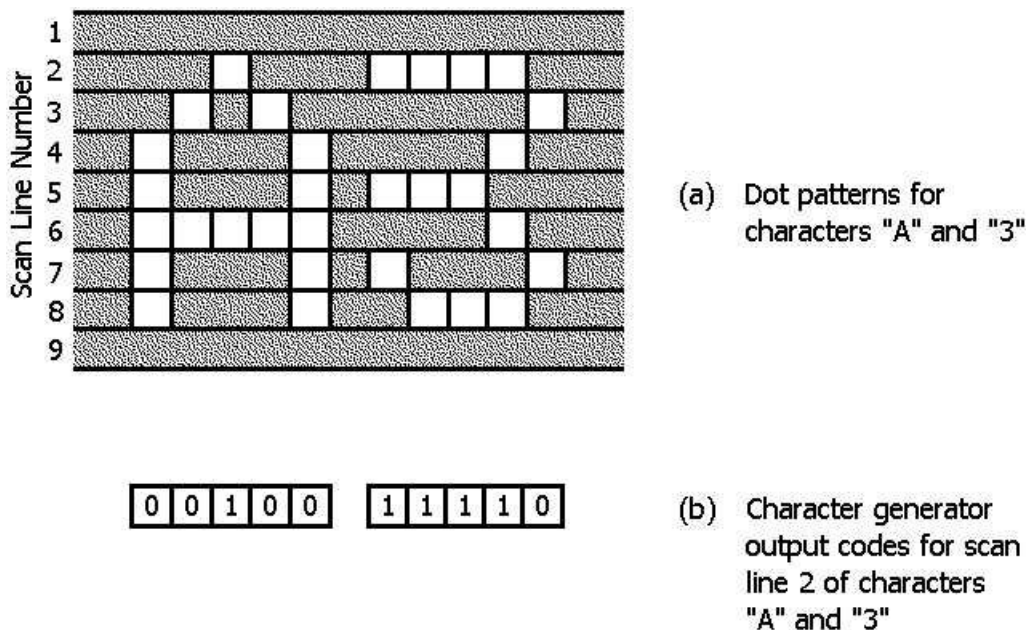 Scan Line Number
1
2
3
4
5
6
7
8
9
(a) Dot patterns for
characters "A" and "3"
0 0 1 0 0 1 1 1 1 0
(b) Character generator
output codes for scan
line 2 of characters
"A" and "3"